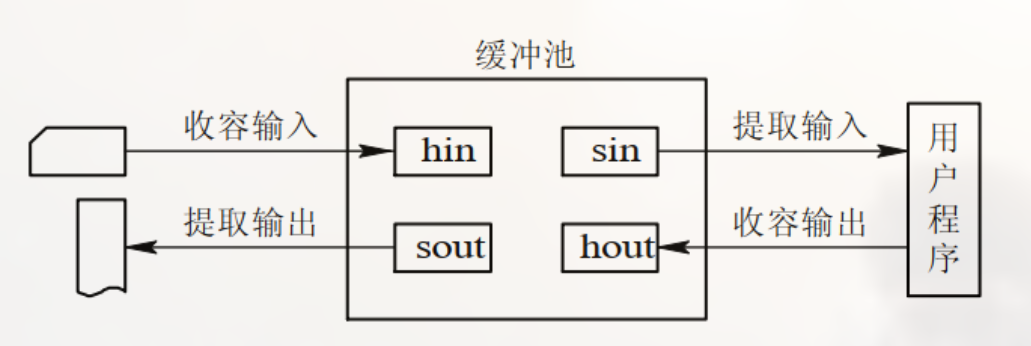 缓冲池
收容输入
hin
sin
提取输入
提取输出
sout
hout
收容输出
用户程序